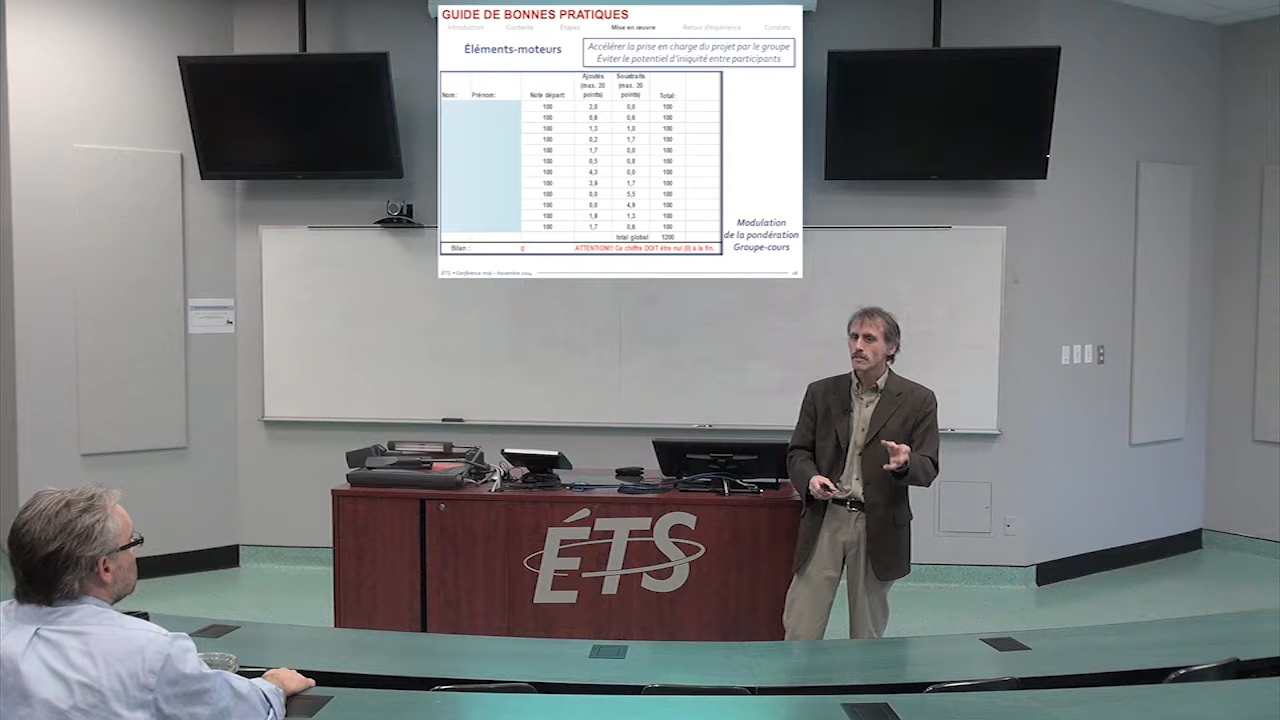 GUIDE DE BONNES PRATIQUES
Introduction Contexte Étapes Mise en œuvre Retour d'expérience Constats
Éléments-moteurs
Accélérer la prise en charge du projet par le groupe
Éviter le potentiel d'iniquité entre participants
Nom: Prénom: Note départ: Ajoutés (max. 20 points) Soustraits (max. 20 points) Total:
100 2,0 0,0 100
100 0,6 0,6 100
100 1,3 1,0 100
100 0,2 1,7 100
100 1,7 0,0 100
100 0,5 0,8 100
100 4,3 0,0 100
100 3,9 1,7 100
100 0,0 5,5 100
100 0,0 4,9 100
100 1,8 1,3 100
100 1,7 0,6 100
total global 1200
Bilan : 0 ATTENTION!! Ce chiffre DOIT être nul (0) à la fin.
Modulation
de la pondération
Groupe-cours
ÉTS • Conférence midi – Novembre 2014
ÉTS